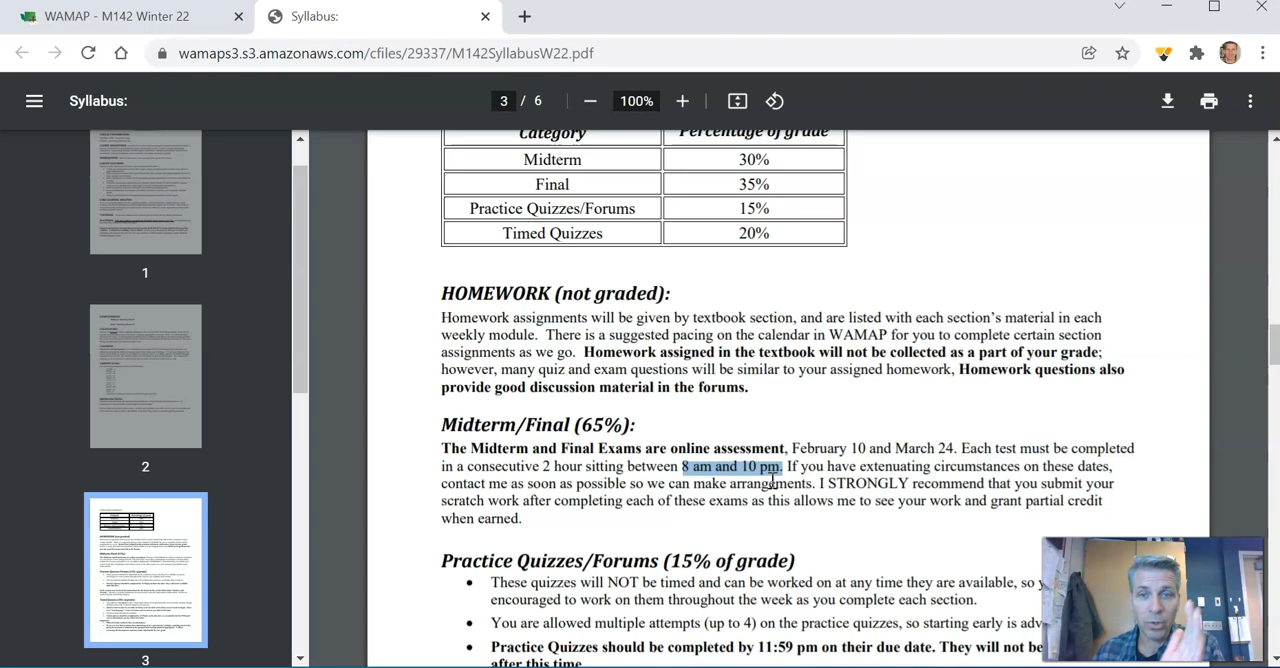 WAMAP - M142 Winter 22
Syllabus:
wamaps3.s3.amazonaws.com/cfiles/29337/M142SyllabusW22.pdf
Syllabus:
3 / 6
100%
1
2
3
Category Percentage of grade
Midterm 30%
Final 35%
Practice Quizzes/Forums 15%
Timed Quizzes 20%
HOMEWORK (not graded):
Homework assignments will be given by textbook section, and are listed with each section's material in each
weekly module. There is a suggested pacing on the calendar in WAMAP for you to complete certain section
assignments as we go. Homework assigned in the textbook will not be collected as a part of your grade;
however, many quiz and exam questions will be similar to your assigned homework, Homework questions also
provide good discussion material in the forums.
Midterm/Final (65%):
The Midterm and Final Exams are online assessment, February 10 and March 24. Each test must be completed
in a consecutive 2 hour sitting between 8 am and 10 pm. If you have extenuating circumstances on these dates,
contact me as soon as possible so we can make arrangements. I STRONGLY recommend that you submit your
scratch work after completing each of these exams as this allows me to see your work and grant partial credit
when earned.
Practice Quizzes/Forums (15% of grade)
These quizzes will NOT be timed and can be worked on any time they are available, so
encouraged to work on them throughout the week as we complete each section.
• You are allowed multiple attempts (up to 4) on the practice quizzes, so starting early is
• Practice Quizzes should be completed by 11:59 pm on their due date. They will not be
after this time